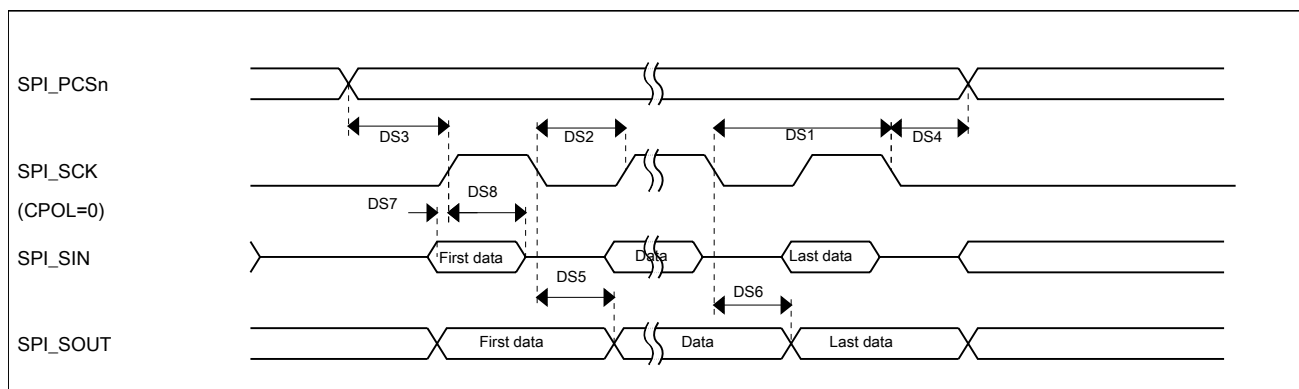 SPI_PCSn
DS3
DS2
DS1
DS4
SPI_SCK
(CPOL=0)
DS7
DS8
SPI_SIN
First data
Data
Last data
DS5
DS6
SPI_SOUT
First data
Data
Last data